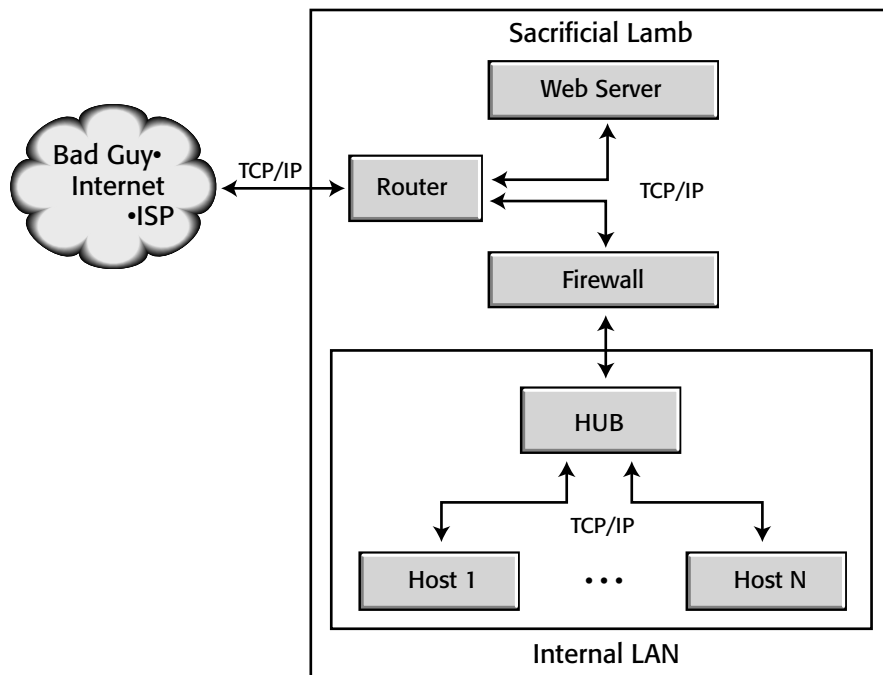 Sacrificial Lamb
Web Server
Bad Guy•
Internet
•ISP
TCP/IP
Router
TCP/IP
Firewall
HUB
TCP/IP
Host 1
• • •
Host N
Internal LAN